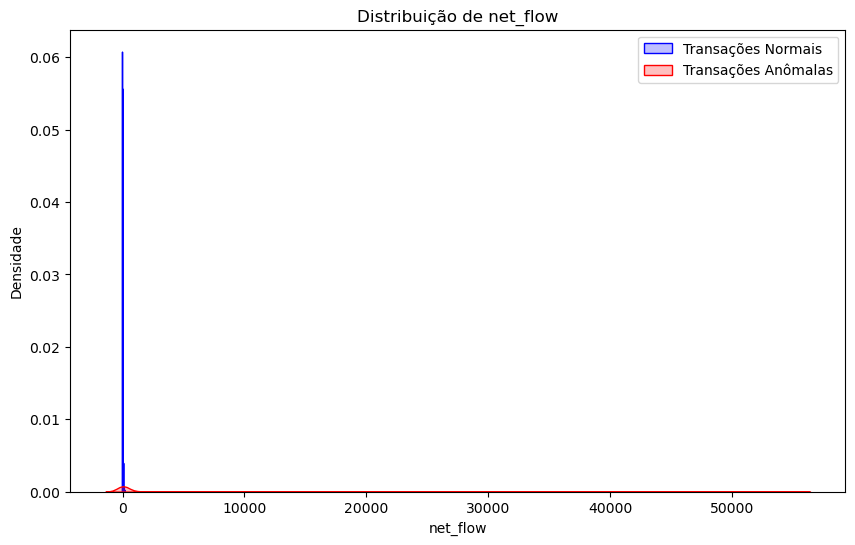 Distribuição de net_flow
Transações Normais
Transações Anômalas
Densidade
0.06
0.05
0.04
0.03
0.02
0.01
0.00
0
10000
20000
30000
40000
50000
net_flow